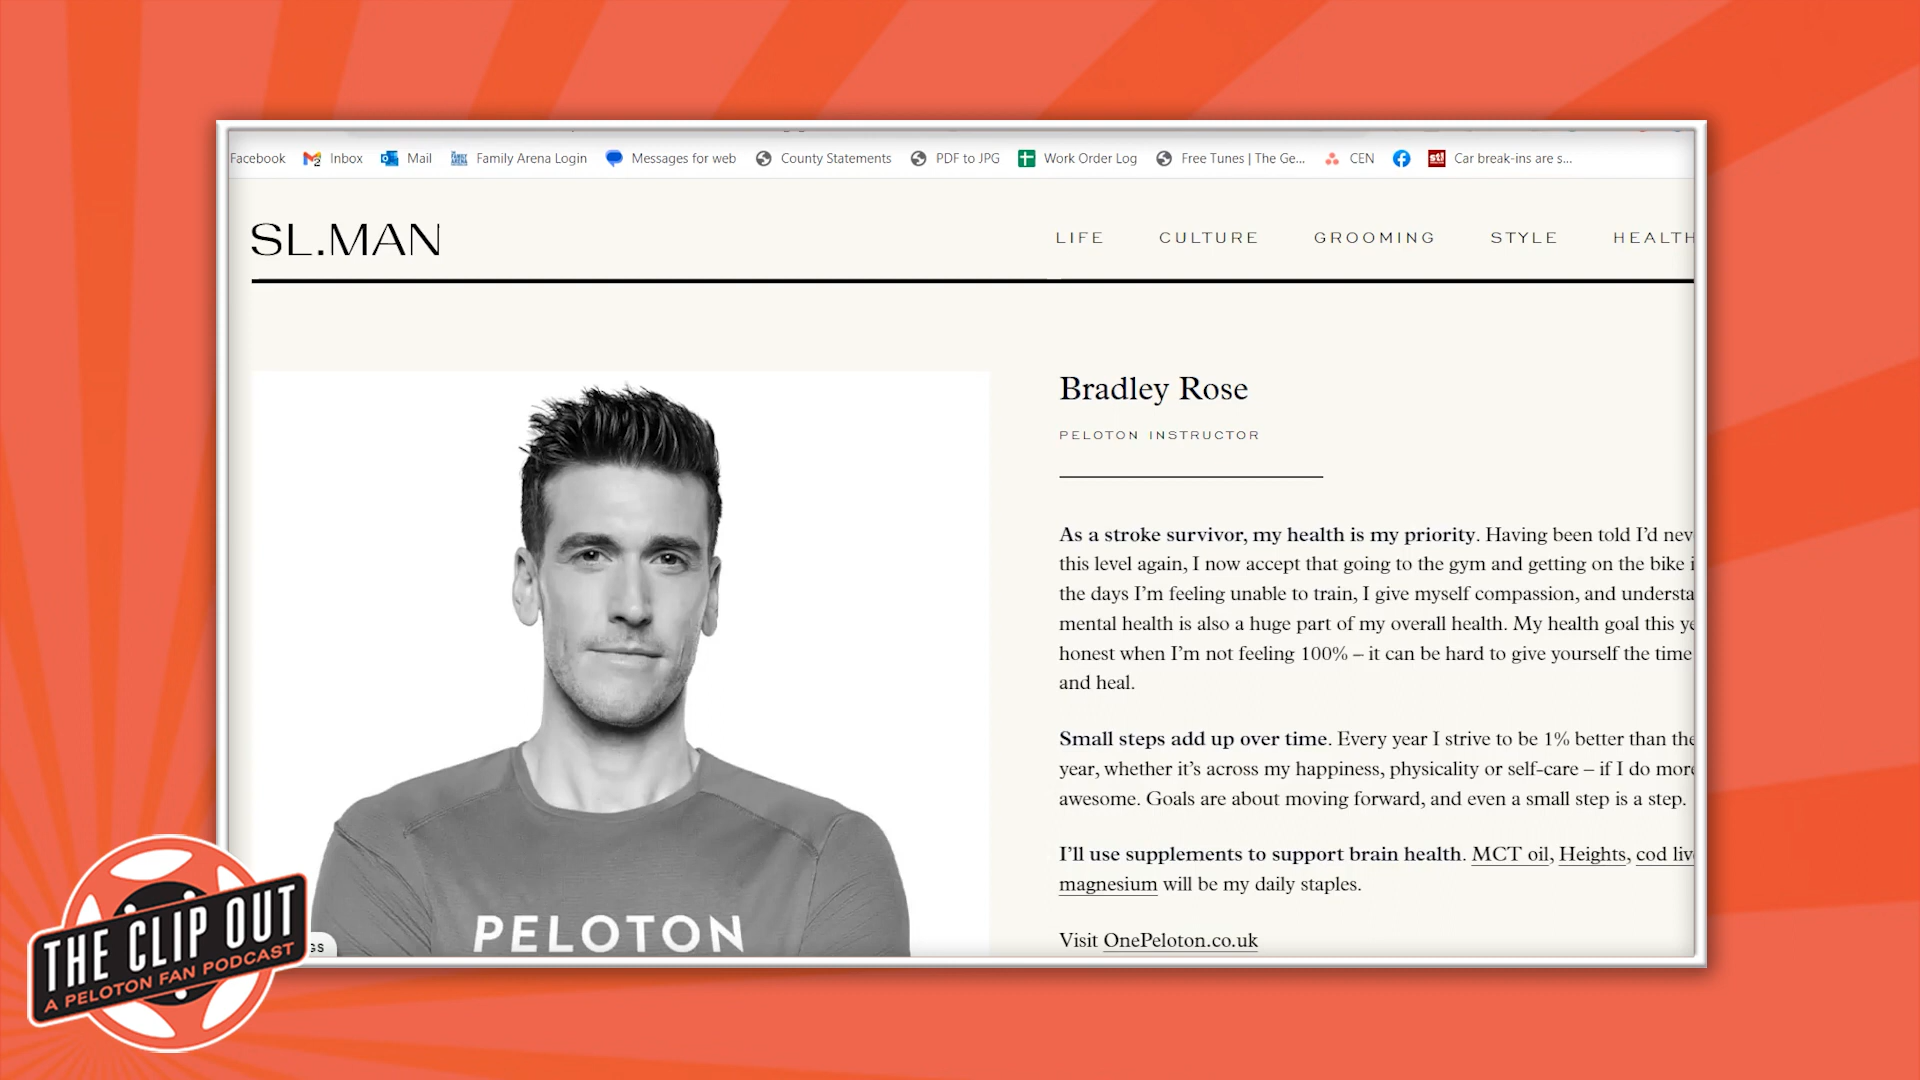 Facebook Inbox Mail Family Arena Login Messages for web County Statements PDF to JPG Work Order Log Free Tunes | The Ge... CEN Car break-ins are s...
SL.MAN
LIFE CULTURE GROOMING STYLE HEALTH
Bradley Rose
PELOTON INSTRUCTOR
As a stroke survivor, my health is my priority. Having been told I'd nev
this level again, I now accept that going to the gym and getting on the bike i
the days I'm feeling unable to train, I give myself compassion, and understa
mental health is also a huge part of my overall health. My health goal this ye
honest when I'm not feeling 100% – it can be hard to give yourself the time
and heal.
Small steps add up over time. Every year I strive to be 1% better than the
year, whether it's across my happiness, physicality or self-care – if I do more
awesome. Goals are about moving forward, and even a small step is a step.
I'll use supplements to support brain health. MCT oil, Heights, cod liv
magnesium will be my daily staples.
Visit OnePeloton.co.uk
PELOTON
GS
THE CLIP OUT
A PELOTON FAN PODCAST